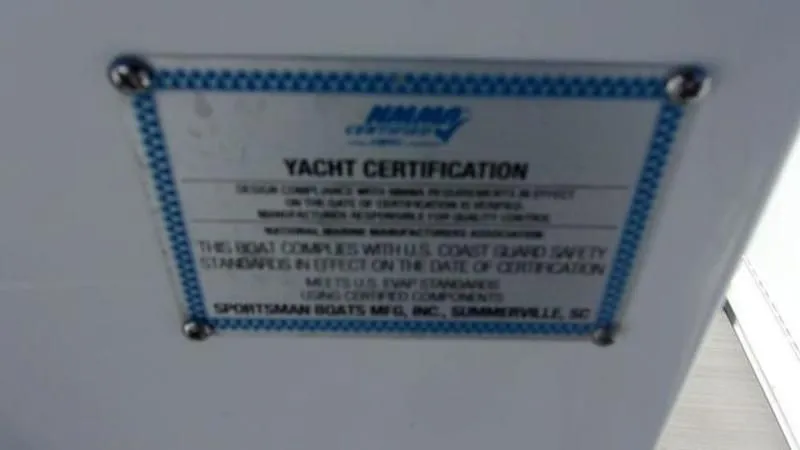 NMMA
CERTIFIED
YACHT CERTIFICATION
DESIGN COMPLIANCE WITH NMMA REQUIREMENTS IN EFFECT
ON THE DATE OF CERTIFICATION IS VERIFIED.
MANUFACTURER RESPONSIBLE FOR QUALITY CONTROL
NATIONAL MARINE MANUFACTURERS ASSOCIATION
THIS BOAT COMPLIES WITH U.S. COAST GUARD SAFETY
STANDARDS IN EFFECT ON THE DATE OF CERTIFICATION
MEETS U.S. EVAP STANDARDS
USING CERTIFIED COMPONENTS
SPORTSMAN BOATS MFG, INC., SUMMERVILLE, SC